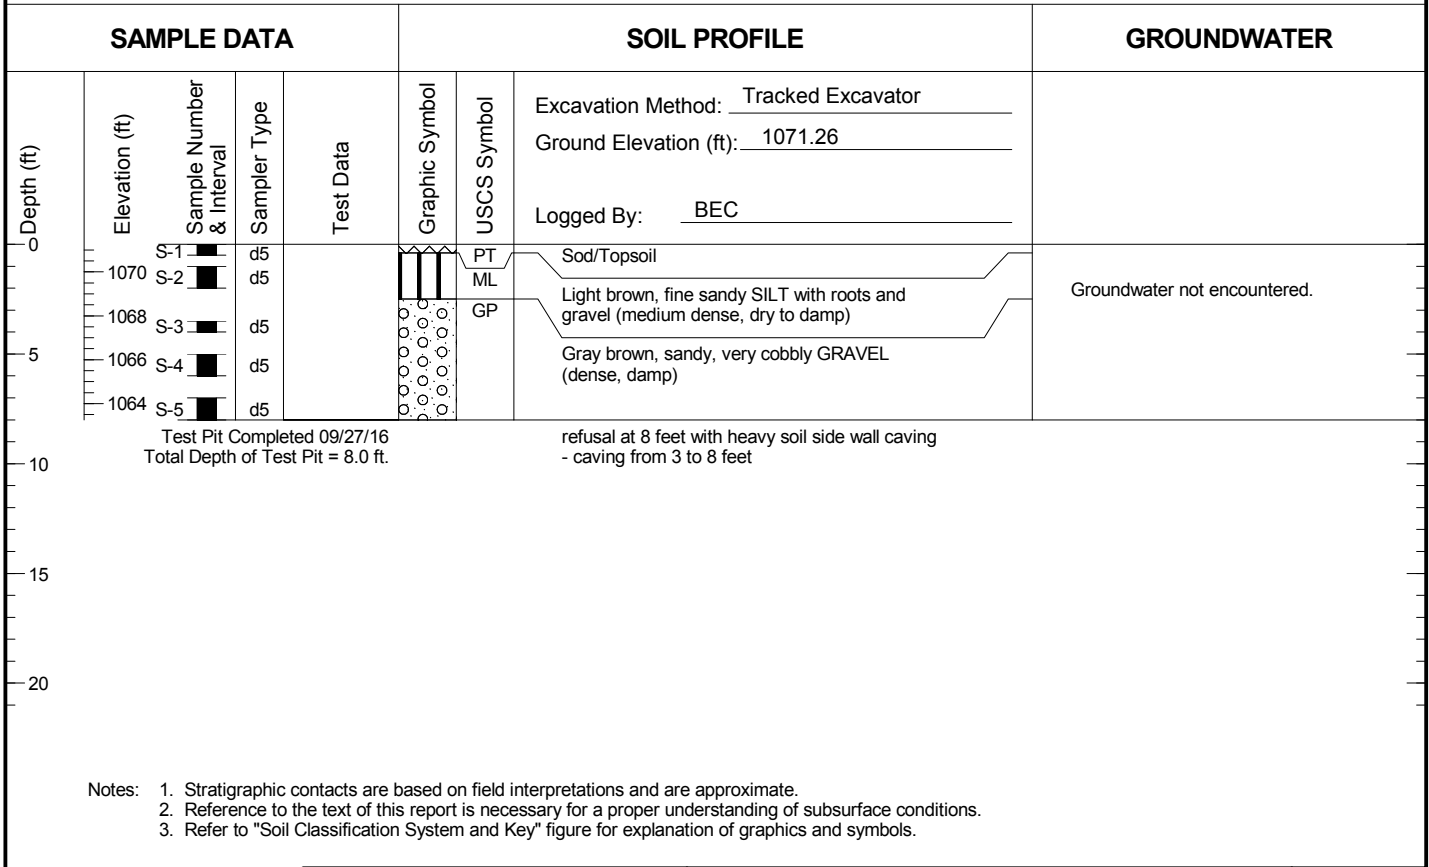 SAMPLE DATA
SOIL PROFILE
GROUNDWATER
Depth (ft)
Elevation (ft)
Sample Number
& Interval
Sampler Type
Test Data
Graphic Symbol
USCS Symbol
Excavation Method: Tracked Excavator
Ground Elevation (ft): 1071.26
Logged By: BEC
0
S-1 d5 PT Sod/Topsoil
1070 S-2 d5 ML
Light brown, fine sandy SILT with roots and
gravel (medium dense, dry to damp)
Groundwater not encountered.
1068 S-3 d5 GP
5
1066 S-4 d5
Gray brown, sandy, very cobbly GRAVEL
(dense, damp)
1064 S-5 d5
Test Pit Completed 09/27/16
Total Depth of Test Pit = 8.0 ft.
refusal at 8 feet with heavy soil side wall caving
- caving from 3 to 8 feet
10
15
20
Notes: 1. Stratigraphic contacts are based on field interpretations and are approximate.
2. Reference to the text of this report is necessary for a proper understanding of subsurface conditions.
3. Refer to "Soil Classification System and Key" figure for explanation of graphics and symbols.